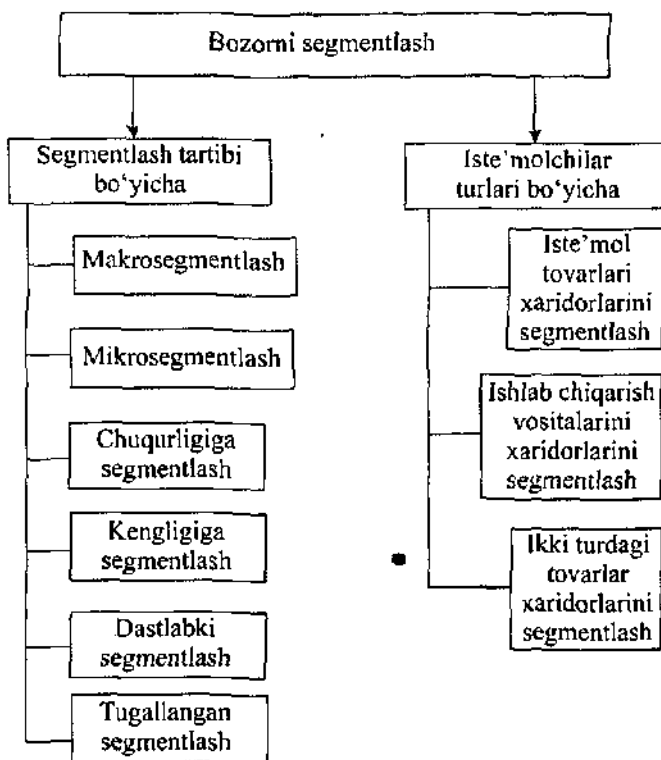 Bozorni segmentlash
Segmentlash tartibi
bo‘yicha
Makrosegmentlash
Mikrosegmentlash
Chuqurligiga
segmentlash
Kengligiga
segmentlash
Dastlabki
segmentlash
Tugallangan
segmentlash
Iste’molchilar
turlari bo‘yicha
Iste’mol
tovarlari
xaridorlarini
segmentlash
Ishlab chiqarish
vositalarini
xaridorlarini
segmentlash
Ikki turdagi
tovarlar
xaridorlarini
segmentlash